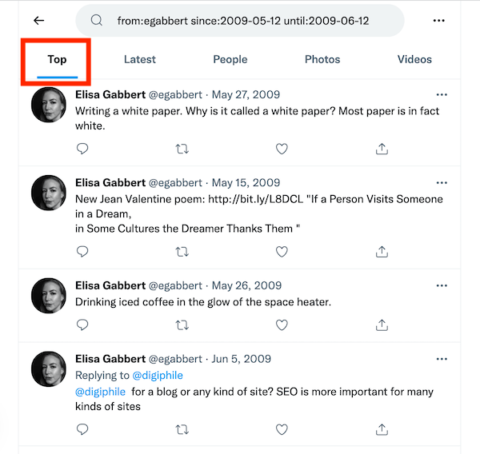 from:egabbert since:2009-05-12 until:2009-06-12
Top Latest People Photos Videos
Elisa Gabbert @egabbert · May 27, 2009
Writing a white paper. Why is it called a white paper? Most paper is in fact
white.
Elisa Gabbert @egabbert · May 15, 2009
New Jean Valentine poem: http://bit.ly/L8DCL "If a Person Visits Someone
in a Dream,
in Some Cultures the Dreamer Thanks Them "
Elisa Gabbert @egabbert · May 26, 2009
Drinking iced coffee in the glow of the space heater.
Elisa Gabbert @egabbert · Jun 5, 2009
Replying to @digiphile
@digiphile for a blog or any kind of site? SEO is more important for many
kinds of sites